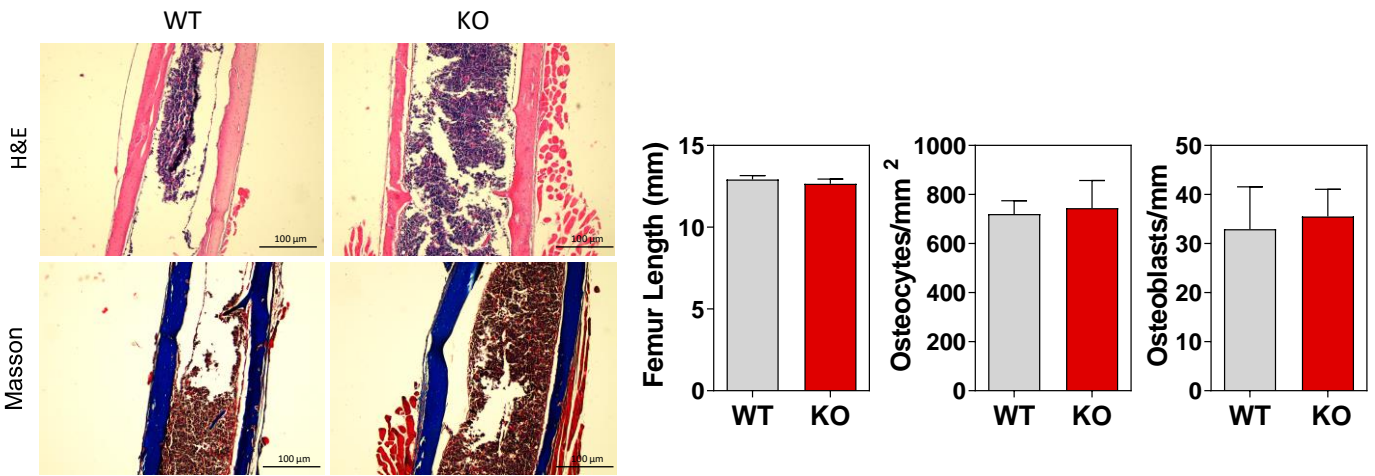 WT
KO
H&E
100 µm
100 µm
Masson
100 µm
100 µm
Femur Length (mm)
15
10
5
0
WT
KO
Osteocytes/mm²
1000
800
600
400
200
0
WT
KO
Osteoblasts/mm
50
40
30
20
10
0
WT
KO